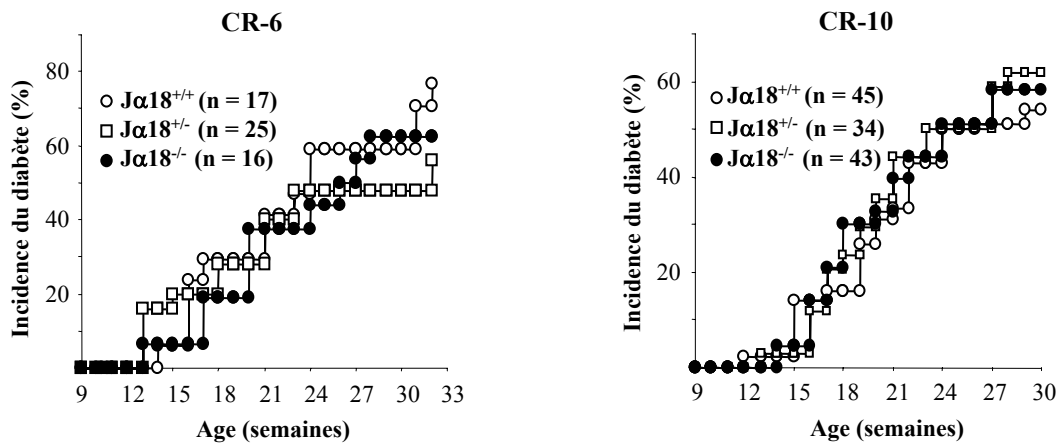 CR-6
Incidence du diabète (%)
80
60
40
20
Jα18+/+ (n = 17)
Jα18+/- (n = 25)
Jα18-/- (n = 16)
9 15 18 21 24 27 30 33
Age (semaines)
CR-10
Incidence du diabète (%)
60
40
20
Jα18+/+ (n = 45)
Jα18+/- (n = 34)
Jα18-/- (n = 43)
9 12 15 18 21 24 27 30
Age (semaines)